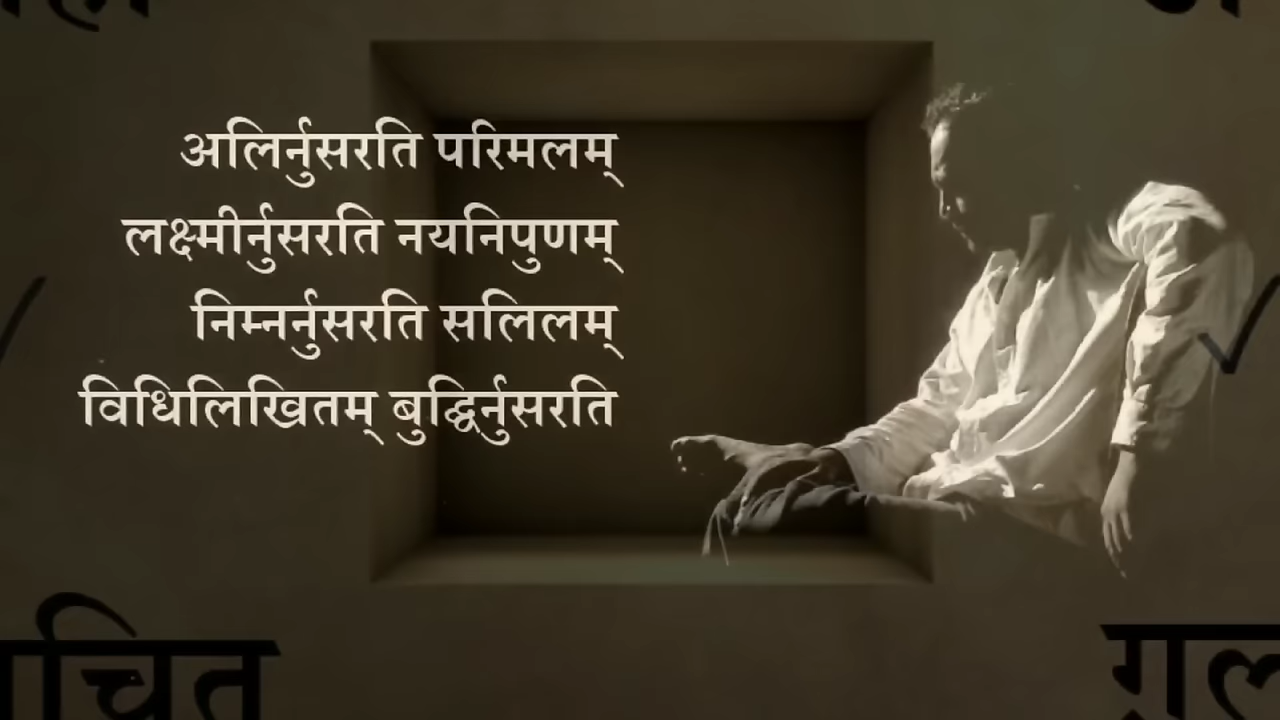 अलिर्नुसरति परिमलम्
लक्ष्मीर्नुसरति नयनिपुणम्
निम्नर्नुसरति सलिलम्
विधिलिखितम् बुद्धिर्नुसरति